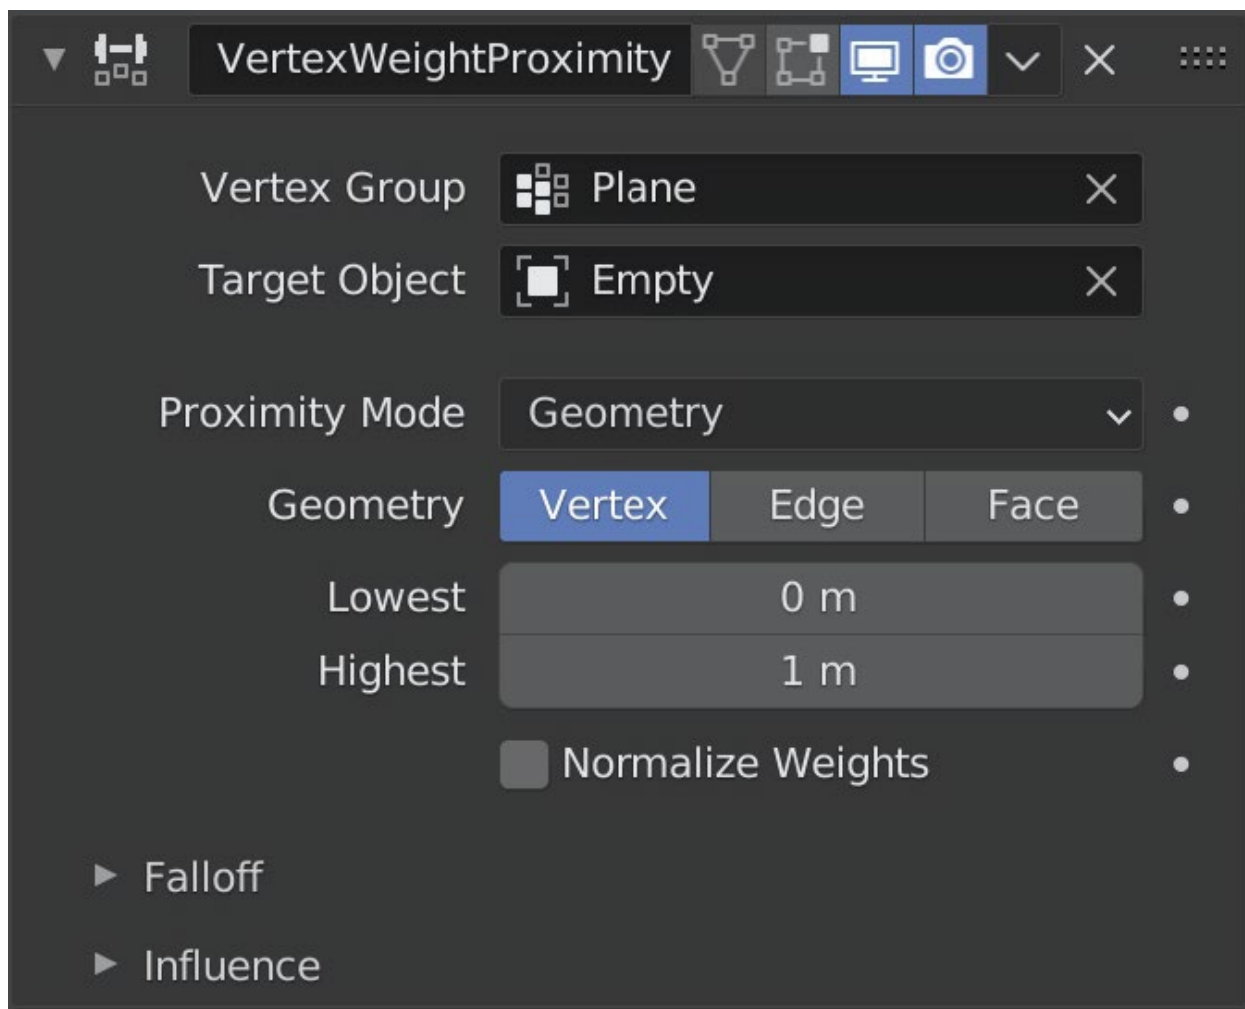 VertexWeightProximity
Vertex Group Plane
Target Object Empty
Proximity Mode Geometry
Geometry Vertex Edge Face
Lowest 0 m
Highest 1 m
Normalize Weights
Falloff
Influence